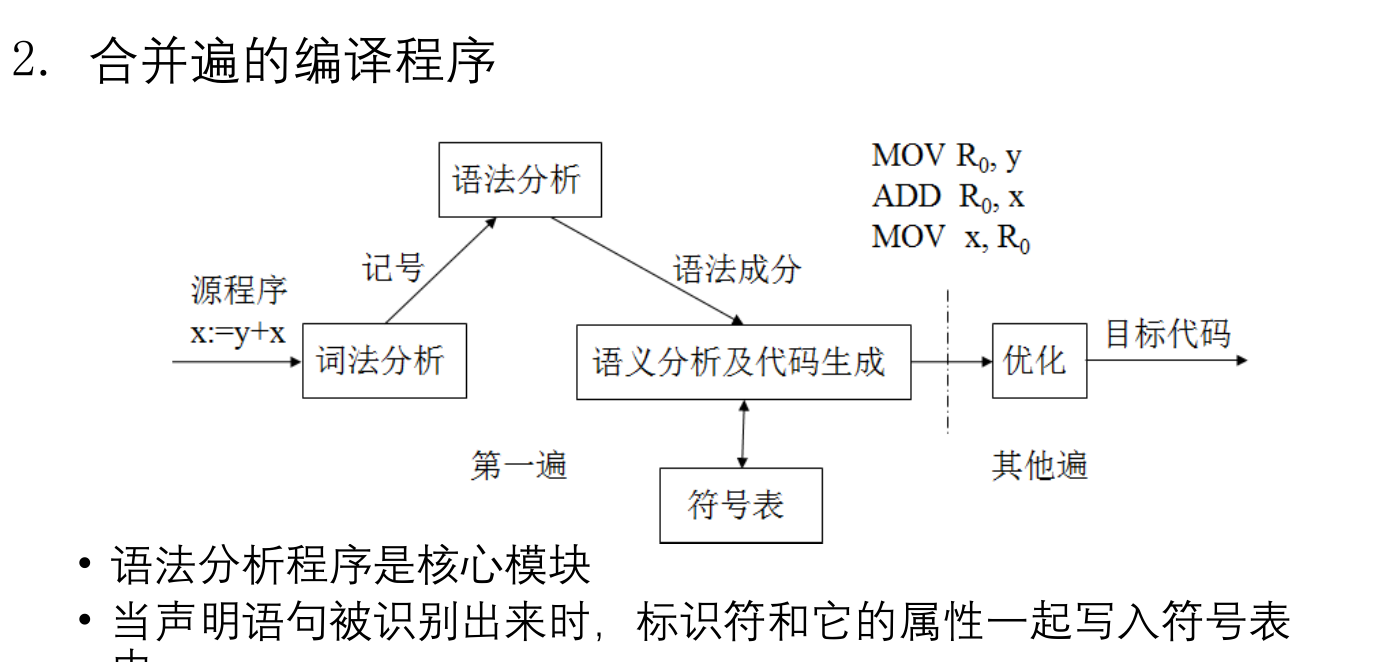 2. 合并遍的编译程序
语法分析
MOV R₀, y
ADD R₀, x
MOV x, R₀
记号
语法成分
源程序
x:=y+x
词法分析
语义分析及代码生成
优化
目标代码
第一遍
其他遍
符号表
• 语法分析程序是核心模块
• 当声明语句被识别出来时，标识符和它的属性一起写入符号表